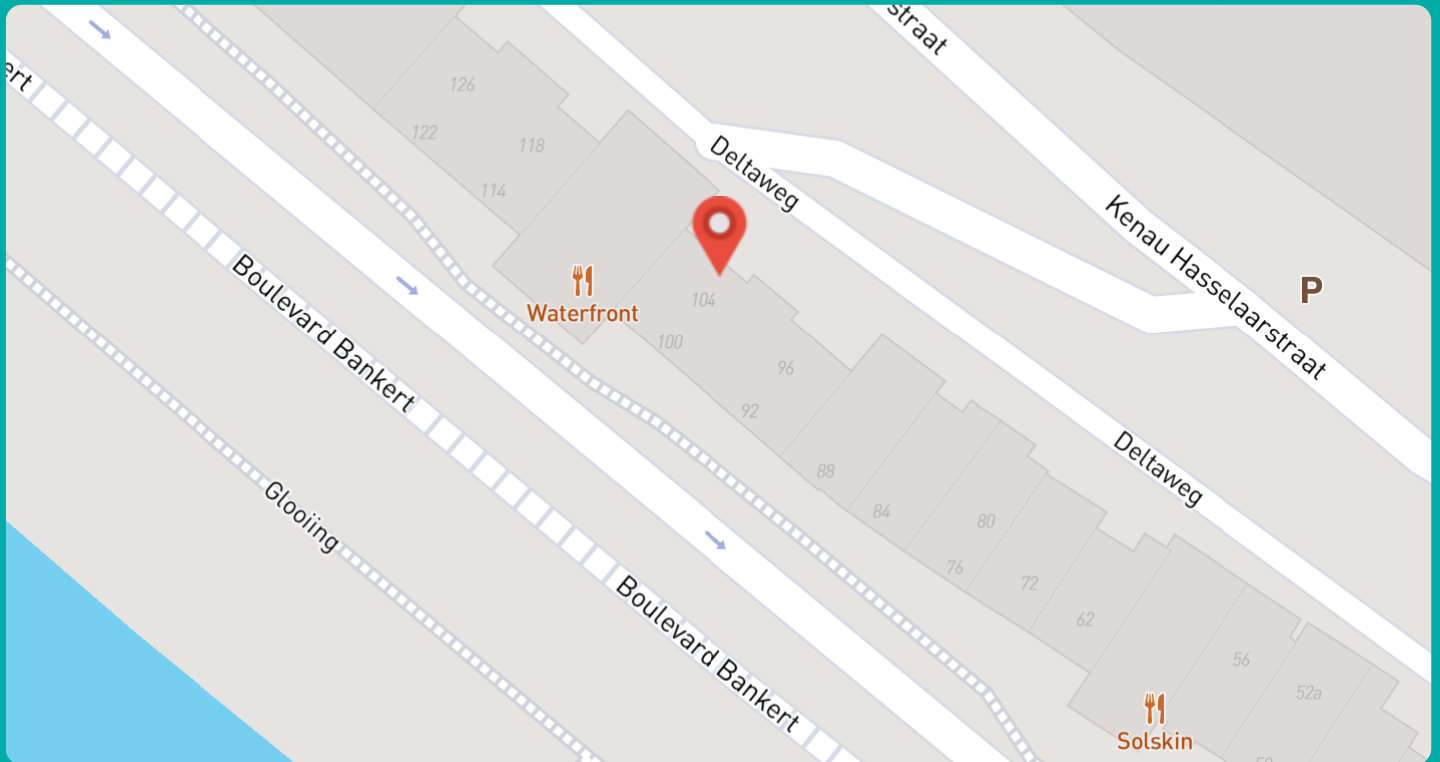 straat
ert
126
122
118
Deltaweg
114
Kenau Hasselaarstraat
P
Boulevard Bankert
Waterfront
104
100
96
92
Deltaweg
88
84
Glooiing
80
76
72
62
Boulevard Bankert
56
52a
Solskin